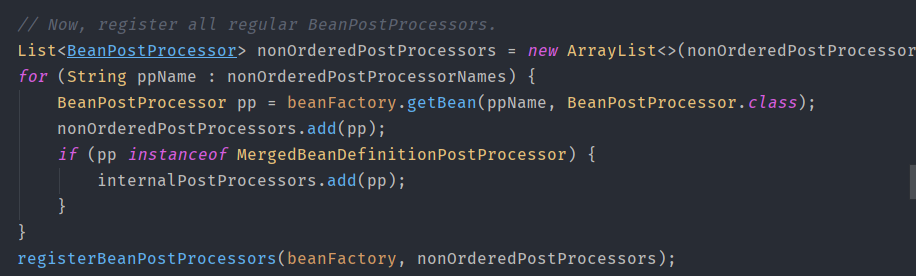 // Now, register all regular BeanPostProcessors.
List<BeanPostProcessor> nonOrderedPostProcessors = new ArrayList<>(nonOrderedPostProcessor
for (String ppName : nonOrderedPostProcessorNames) {
BeanPostProcessor pp = beanFactory.getBean(ppName, BeanPostProcessor.class);
nonOrderedPostProcessors.add(pp);
if (pp instanceof MergedBeanDefinitionPostProcessor) {
internalPostProcessors.add(pp);
}
}
registerBeanPostProcessors(beanFactory, nonOrderedPostProcessors);